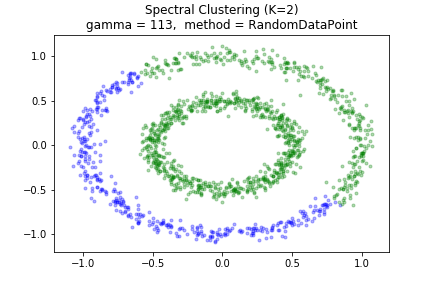 Spectral Clustering (K=2)
gamma = 113, method = RandomDataPoint
1.0
0.5
0.0
−0.5
−1.0
−1.0 −0.5 0.0 0.5 1.0